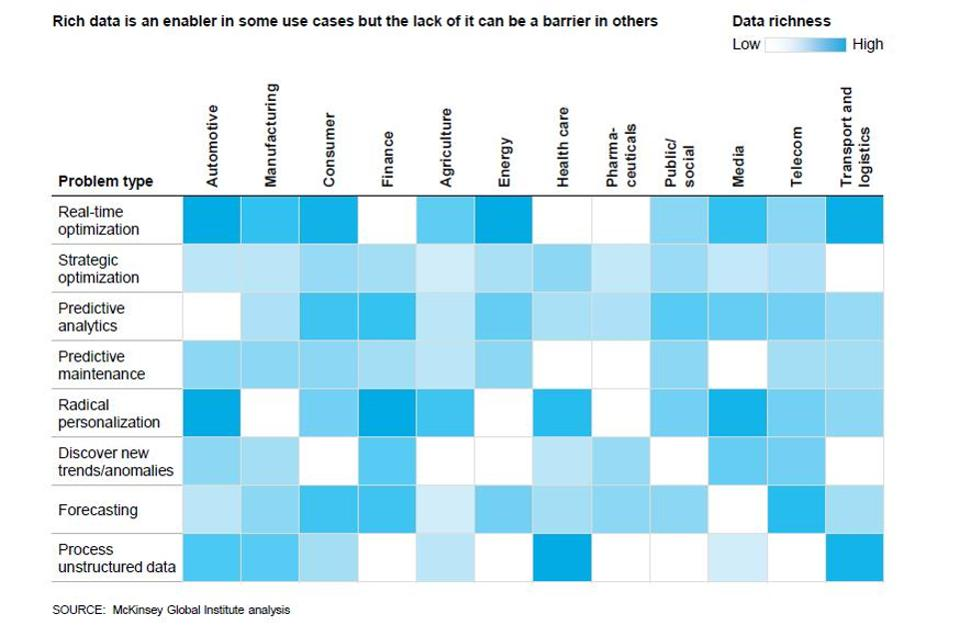 Rich data is an enabler in some use cases but the lack of it can be a barrier in others
Data richness
Low High
Problem type
Automotive
Manufacturing
Consumer
Finance
Agriculture
Energy
Health care
Pharma-
ceuticals
Public/
social
Media
Telecom
Transport and
logistics
Real-time
optimization
Strategic
optimization
Predictive
analytics
Predictive
maintenance
Radical
personalization
Discover new
trends/anomalies
Forecasting
Process
unstructured data
SOURCE: McKinsey Global Institute analysis